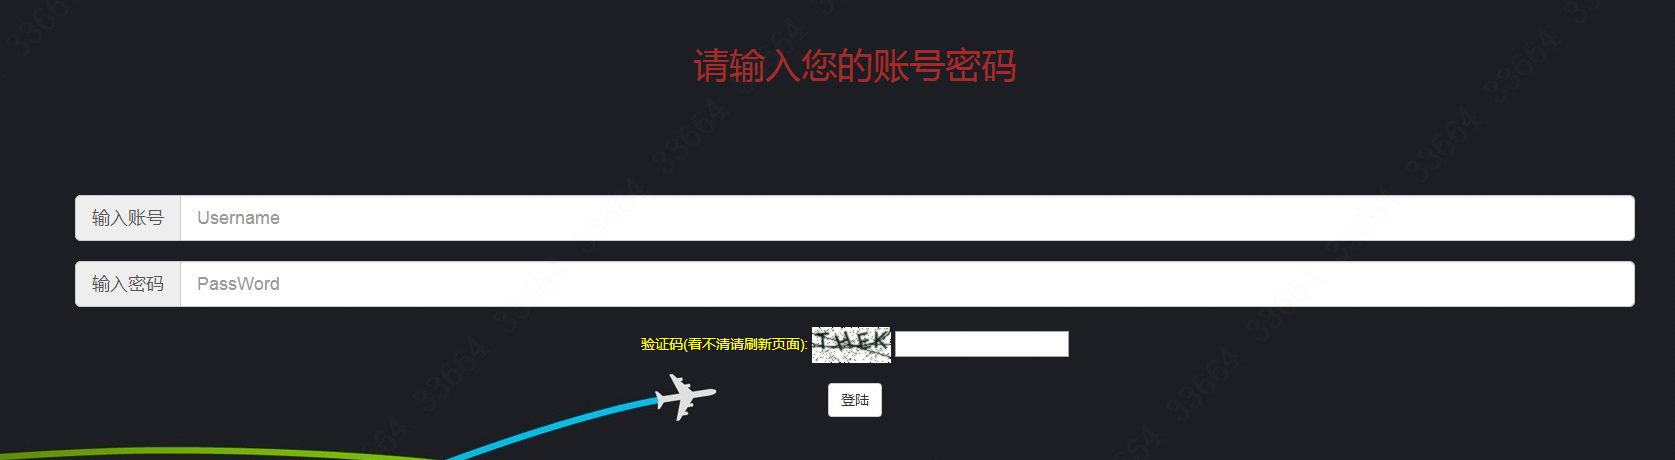 请输入您的账号密码
输入账号 Username
输入密码 PassWord
验证码(看不清请刷新页面): THEK
登陆
33664